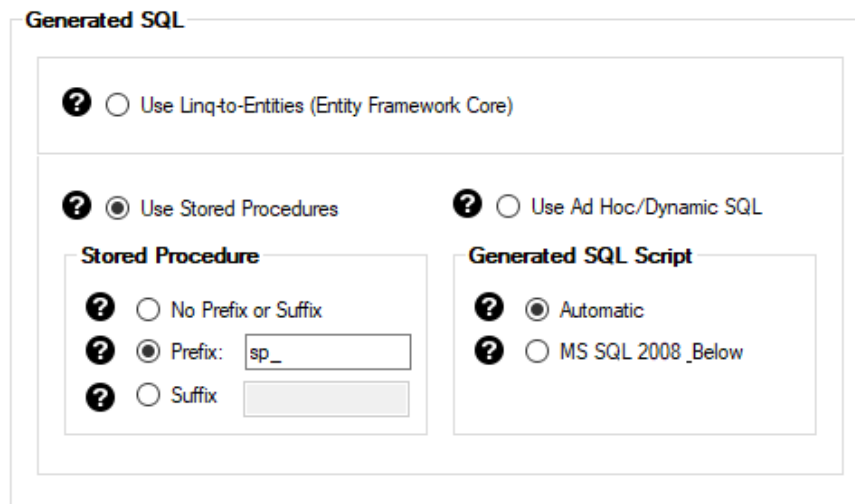 Generated SQL
? Use Linq-to-Entities (Entity Framework Core)
? Use Stored Procedures
? Use Ad Hoc/Dynamic SQL
Stored Procedure
? No Prefix or Suffix
? Prefix: sp_
? Suffix
Generated SQL Script
? Automatic
? MS SQL 2008 _Below